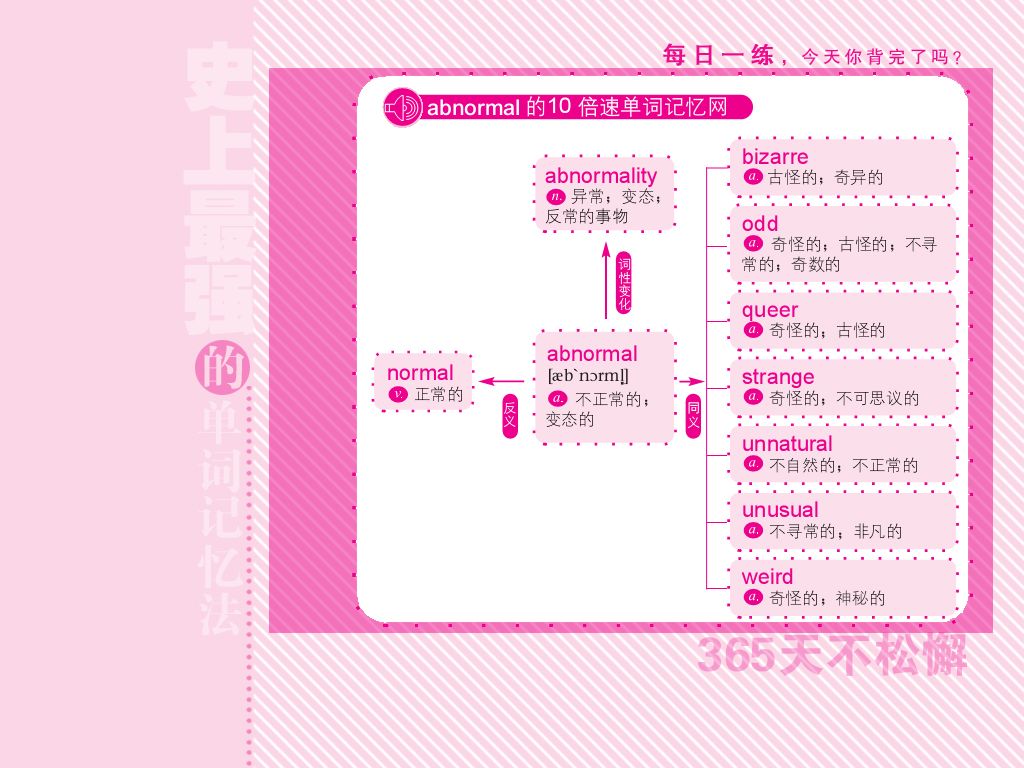 每日一练，今天你背完了吗?
史上最强的单词记忆法
abnormal 的10 倍速单词记忆网
abnormality
n. 异常；变态；
反常的事物
词性变化
normal
v. 正常的
反义
abnormal
[æb`nɔrml̩]
a. 不正常的；
变态的
同义
bizarre
a. 古怪的；奇异的
odd
a. 奇怪的；古怪的；不寻
常的；奇数的
queer
a. 奇怪的；古怪的
strange
a. 奇怪的；不可思议的
unnatural
a. 不自然的；不正常的
unusual
a. 不寻常的；非凡的
weird
a. 奇怪的；神秘的
365天不松懈